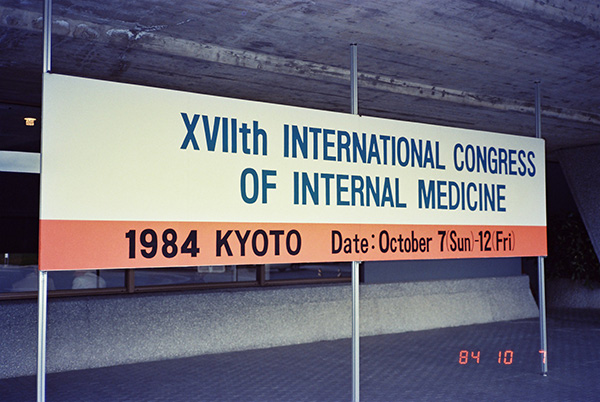 XVIIth INTERNATIONAL CONGRESS
OF INTERNAL MEDICINE
1984 KYOTO Date: October 7(Sun)-12(Fri)
84 10 7